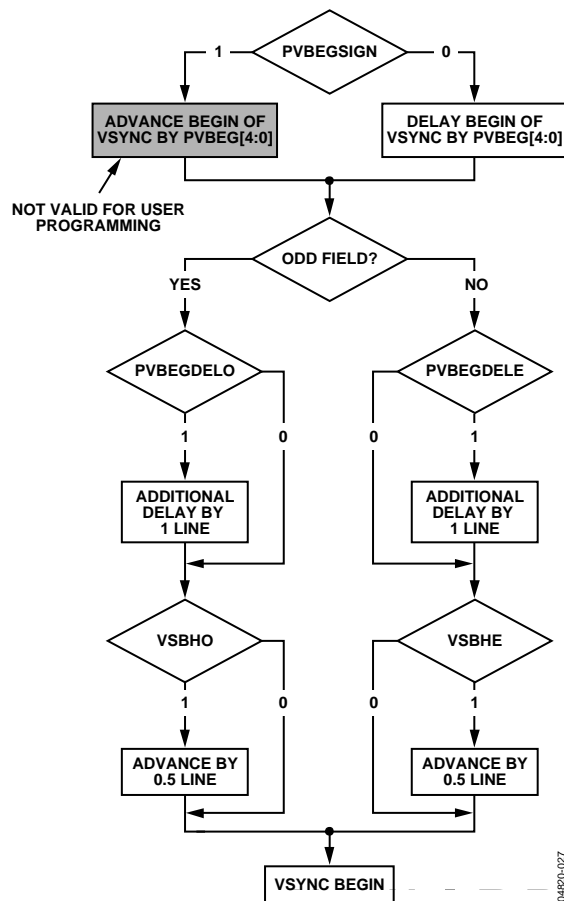 PVBEGSIGN
1
0
ADVANCE BEGIN OF
VSYNC BY PVBEG[4:0]
DELAY BEGIN OF
VSYNC BY PVBEG[4:0]
NOT VALID FOR USER
PROGRAMMING
ODD FIELD?
YES
NO
PVBEGDELO
PVBEGDELE
1
0
0
1
ADDITIONAL
DELAY BY
1 LINE
ADDITIONAL
DELAY BY
1 LINE
VSBHO
VSBHE
1
0
0
1
ADVANCE BY
0.5 LINE
ADVANCE BY
0.5 LINE
VSYNC BEGIN
04820-027